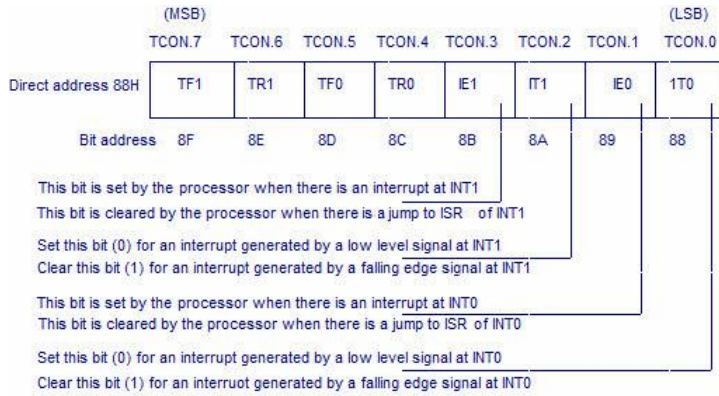 (MSB) (LSB)
TCON.7 TCON.6 TCON.5 TCON.4 TCON.3 TCON.2 TCON.1 TCON.0
Direct address 88H TF1 TR1 TF0 TR0 IE1 IT1 IE0 1T0
Bit address 8F 8E 8D 8C 8B 8A 89 88
This bit is set by the processor when there is an interrupt at INT1
This bit is cleared by the processor when there is a jump to ISR of INT1
Set this bit (0) for an interrupt generated by a low level signal at INT1
Clear this bit (1) for an interrupt generated by a falling edge signal at INT1
This bit is set by the processor when there is an interrupt at INT0
This bit is cleared by the processor when there is a jump to ISR of INT0
Set this bit (0) for an interrupt generated by a low level signal at INT0
Clear this bit (1) for an interruot generated by a falling edge signal at INT0